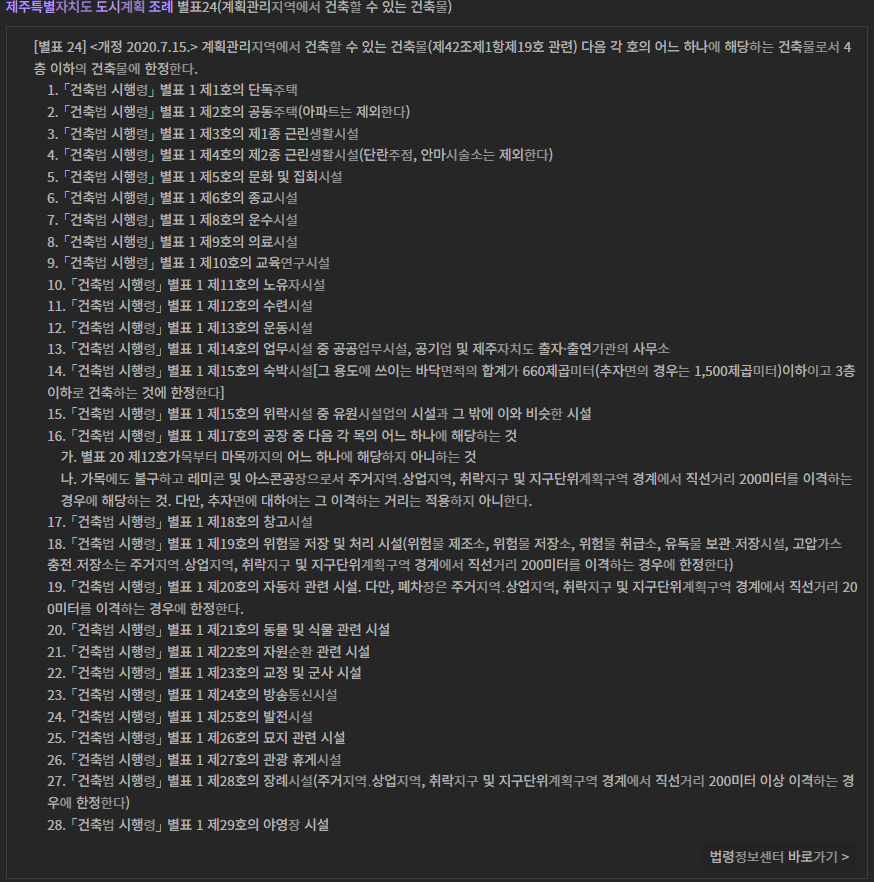 제주특별자치도 도시계획 조례 별표24(계획관리지역에서 건축할 수 있는 건축물)
[별표 24] <개정 2020.7.15.> 계획관리지역에서 건축할 수 있는 건축물(제42조제1항제19호 관련) 다음 각 호의 어느 하나에 해당하는 건축물로서 4
층 이하의 건축물에 한정한다.
1.「건축법 시행령」별표 1 제1호의 단독주택
2.「건축법 시행령」별표 1 제2호의 공동주택(아파트는 제외한다)
3.「건축법 시행령」별표 1 제3호의 제1종 근린생활시설
4.「건축법 시행령」별표 1 제4호의 제2종 근린생활시설(단란주점, 안마시술소는 제외한다)
5.「건축법 시행령」별표 1 제5호의 문화 및 집회시설
6.「건축법 시행령」별표 1 제6호의 종교시설
7.「건축법 시행령」별표 1 제8호의 운수시설
8.「건축법 시행령」별표 1 제9호의 의료시설
9.「건축법 시행령」별표 1 제10호의 교육연구시설
10.「건축법 시행령」별표 1 제11호의 노유자시설
11.「건축법 시행령」별표 1 제12호의 수련시설
12.「건축법 시행령」별표 1 제13호의 운동시설
13.「건축법 시행령」별표 1 제14호의 업무시설 중 공공업무시설, 공기업 및 제주자치도 출자·출연기관의 사무소
14.「건축법 시행령」별표 1 제15호의 숙박시설[그 용도에 쓰이는 바닥면적의 합계가 660제곱미터(추자면의 경우는 1,500제곱미터)이하이고 3층
이하로 건축하는 것에 한정한다]
15.「건축법 시행령」별표 1 제15호의 위락시설 중 유원시설업의 시설과 그 밖에 이와 비슷한 시설
16.「건축법 시행령」별표 1 제17호의 공장 중 다음 각 목의 어느 하나에 해당하는 것
가. 별표 20 제12호가목부터 마목까지의 어느 하나에 해당하지 아니하는 것
나. 가목에도 불구하고 레미콘 및 아스콘공장으로서 주거지역.상업지역, 취락지구 및 지구단위계획구역 경계에서 직선거리 200미터를 이격하는
경우에 해당하는 것. 다만, 추자면에 대하여는 그 이격하는 거리는 적용하지 아니한다.
17.「건축법 시행령」별표 1 제18호의 창고시설
18.「건축법 시행령」별표 1 제19호의 위험물 저장 및 처리 시설(위험물 제조소, 위험물 저장소, 위험물 취급소, 유독물 보관.저장시설, 고압가스
충전.저장소는 주거지역.상업지역, 취락지구 및 지구단위계획구역 경계에서 직선거리 200미터를 이격하는 경우에 한정한다)
19.「건축법 시행령」별표 1 제20호의 자동차 관련 시설. 다만, 폐차장은 주거지역.상업지역, 취락지구 및 지구단위계획구역 경계에서 직선거리 20
0미터를 이격하는 경우에 한정한다.
20.「건축법 시행령」별표 1 제21호의 동물 및 식물 관련 시설
21.「건축법 시행령」별표 1 제22호의 자원순환 관련 시설
22.「건축법 시행령」별표 1 제23호의 교정 및 군사 시설
23.「건축법 시행령」별표 1 제24호의 방송통신시설
24.「건축법 시행령」별표 1 제25호의 발전시설
25.「건축법 시행령」별표 1 제26호의 묘지 관련 시설
26.「건축법 시행령」별표 1 제27호의 관광 휴게시설
27.「건축법 시행령」별표 1 제28호의 장례시설(주거지역.상업지역, 취락지구 및 지구단위계획구역 경계에서 직선거리 200미터 이상 이격하는 경
우에 한정한다)
28.「건축법 시행령」별표 1 제29호의 야영장 시설
법령정보센터 바로가기 >